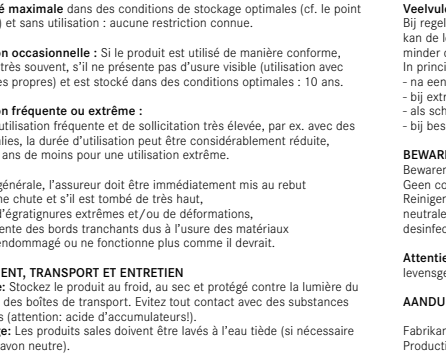 é maximale dans des conditions de stockage optimales (cf. le point
) et sans utilisation : aucune restriction connue.
on occasionnelle : Si le produit est utilisé de manière conforme,
très souvent, s'il ne présente pas d'usure visible (utilisation avec
es propres) et est stocké dans des conditions optimales : 10 ans.
on fréquente ou extrême :
utilisation fréquente et de sollicitation très élevée, par ex. avec des
alies, la durée d'utilisation peut être considérablement réduite,
ans de moins pour une utilisation extrême.
générale, l'assureur doit être immédiatement mis au rebut
ne chute et s'il est tombé de très haut,
d'égratignures extrêmes et/ou de déformations,
ente des bords tranchants dus à l'usure des matériaux
endommagé ou ne fonctionne plus comme il devrait.
ENT, TRANSPORT ET ENTRETIEN
e: Stockez le produit au froid, au sec et protégé contre la lumière du
des boîtes de transport. Evitez tout contact avec des substances
s (attention: acide d'accumulateurs!).
ge: Les produits sales doivent être lavés à l'eau tiède (si nécessaire
avon neutre).
Veelvul
Bij regel
kan de l
minder d
In princi
- na een
- bij extr
- als sch
- bij bes
BEWAR
Bewaren
Geen co
Reiniger
neutrale
desinfec
Attentie
levensge
AANDU
Fabrikan
Producti